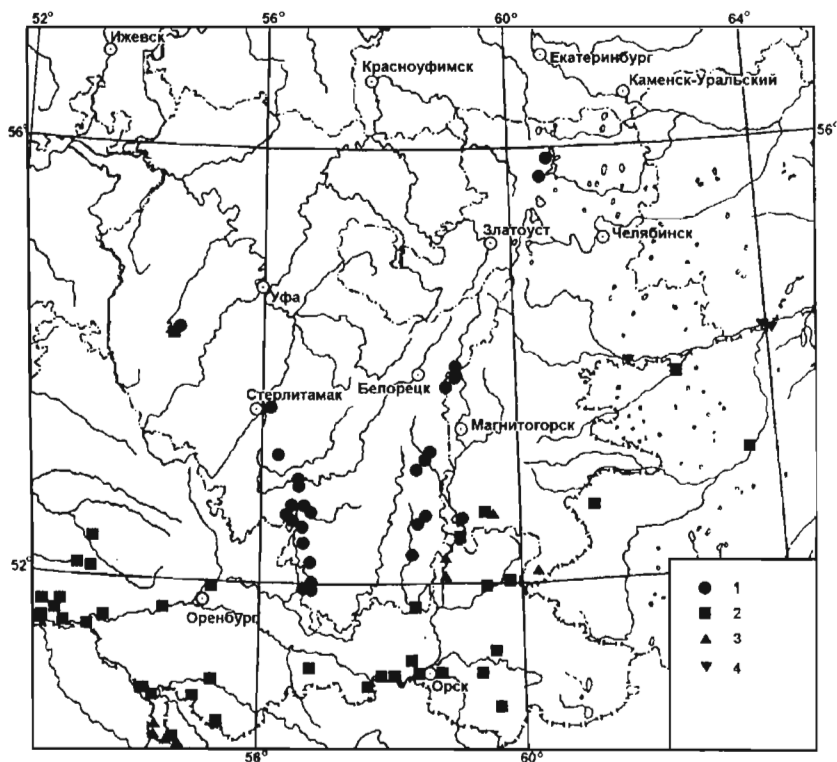 52°
56°
60°
64°
Ижевск
Екатеринбург
Красноуфимск
Каменск-Уральский
56°
56°
Златоуст
Челябинск
Уфа
Белорецк
Стерлитамак
Магнитогорск
52°
52°
1
2
3
4
Оренбург
Орск
56°
60°